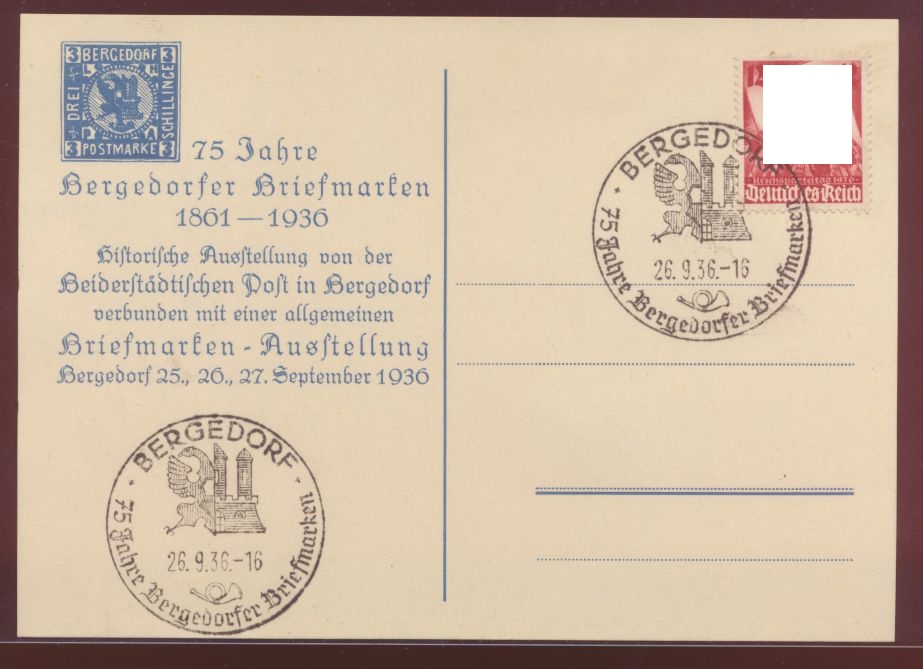 3 BERGEDORF 3
L H
DREI
SCHILLINGE
P A
3 POSTMARKE 3
75 Jahre
Bergedorfer Briefmarken
1861—1936
Historische Ausstellung von der
Beiderstädtischen Post in Bergedorf
verbunden mit einer allgemeinen
Briefmarken-Ausstellung
Bergedorf 25., 26., 27. September 1936
BERGEDORF
26.9.36.-16
75 Jahre Bergedorfer Briefmarken
Reichsparteitag 1936
Deutsches Reich
BERGEDORF
26.9.36.-16
75 Jahre Bergedorfer Briefmarken